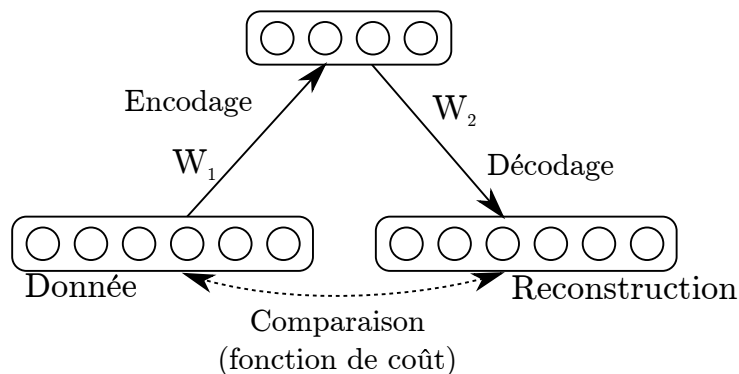 Encodage
W₂
W₁
Décodage
Donnée
Reconstruction
Comparaison
(fonction de coût)